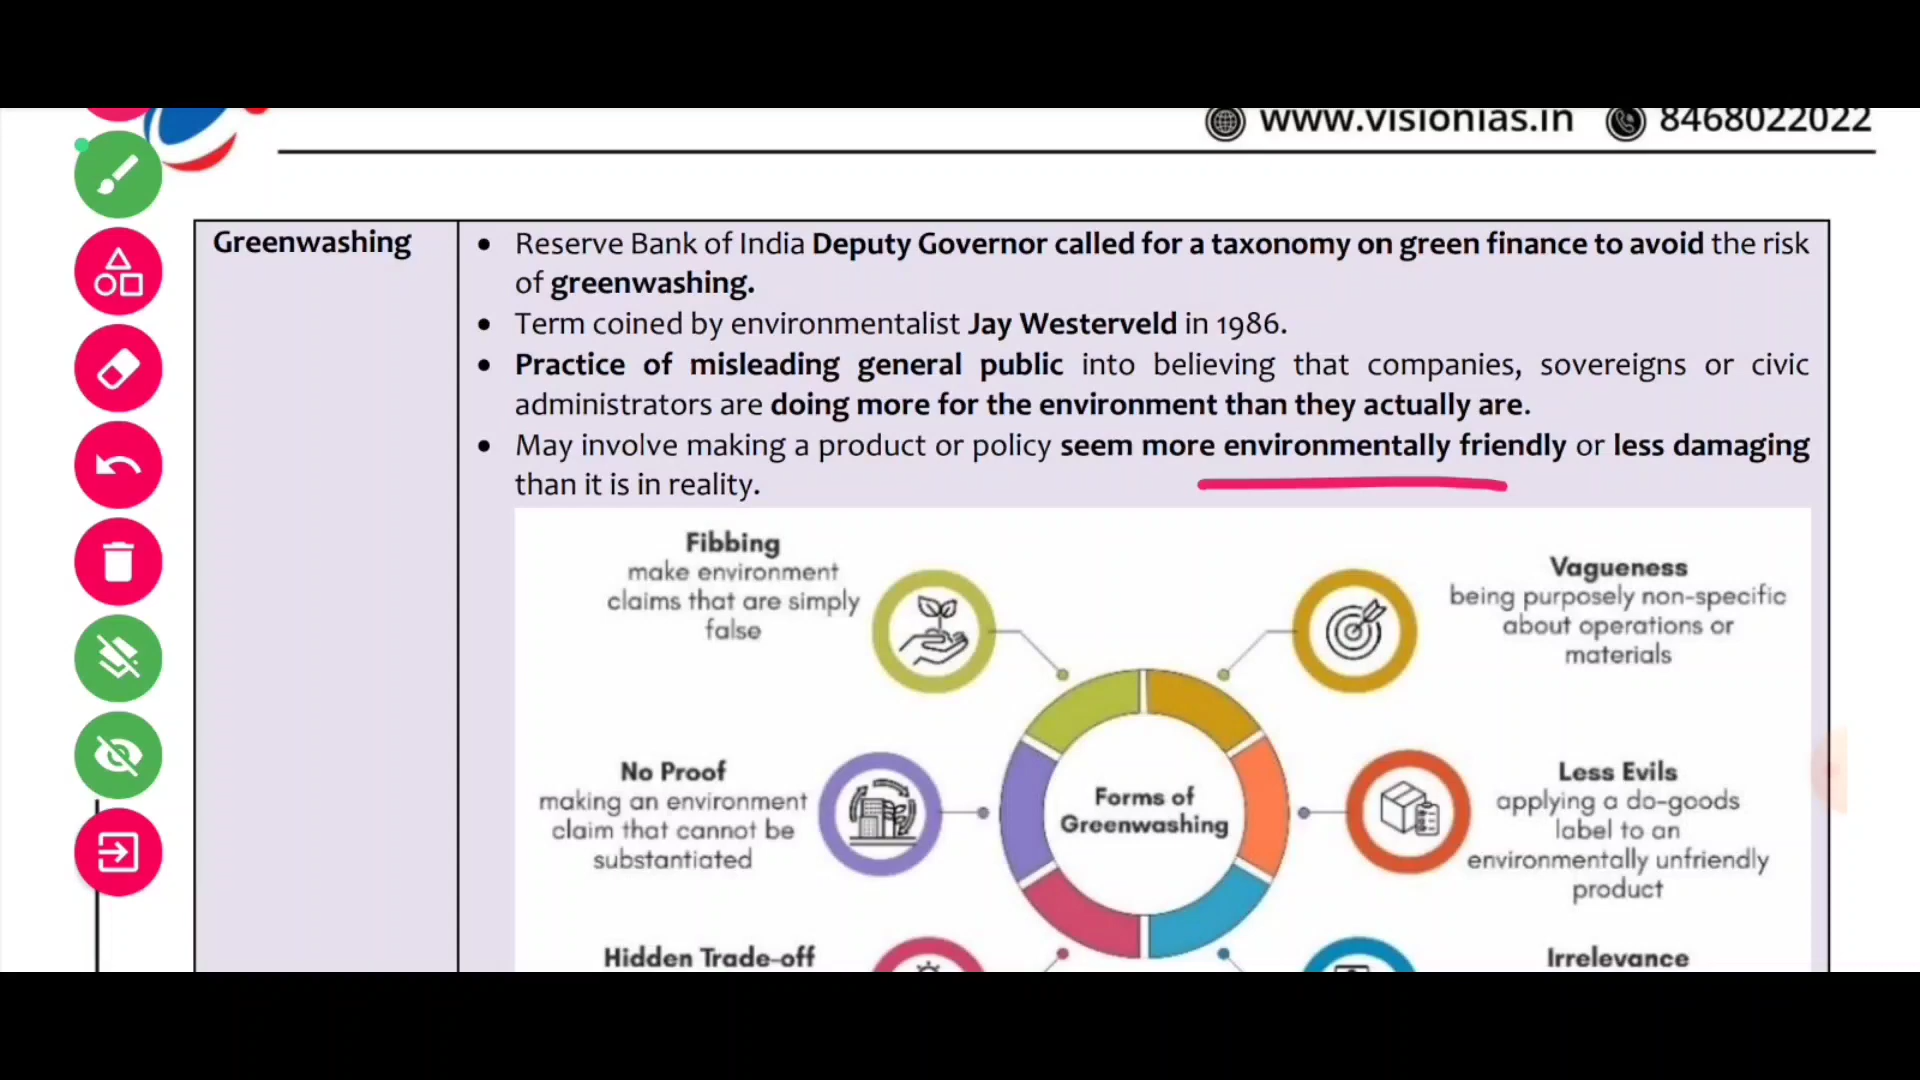 www.visionias.in 8468022022
Greenwashing
• Reserve Bank of India Deputy Governor called for a taxonomy on green finance to avoid the risk
of greenwashing.
• Term coined by environmentalist Jay Westerveld in 1986.
• Practice of misleading general public into believing that companies, sovereigns or civic
administrators are doing more for the environment than they actually are.
• May involve making a product or policy seem more environmentally friendly or less damaging
than it is in reality.
Fibbing
make environment
claims that are simply
false
Vagueness
being purposely non-specific
about operations or
materials
No Proof
making an environment
claim that cannot be
substantiated
Forms of
Greenwashing
Less Evils
applying a do-goods
label to an
environmentally unfriendly
product
Hidden Trade-off
Irrelevance